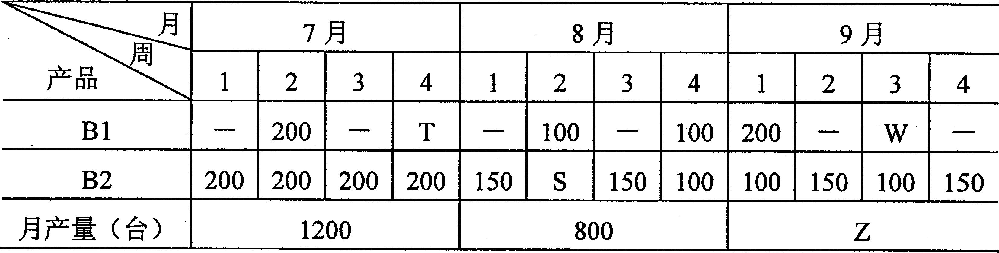 月
周
产品
7月 8月 9月
1 2 3 4 1 2 3 4 1 2 3 4
B1 — 200 — T — 100 — 100 200 — W —
B2 200 200 200 200 150 S 150 100 100 150 100 150
月产量（台） 1200 800 Z